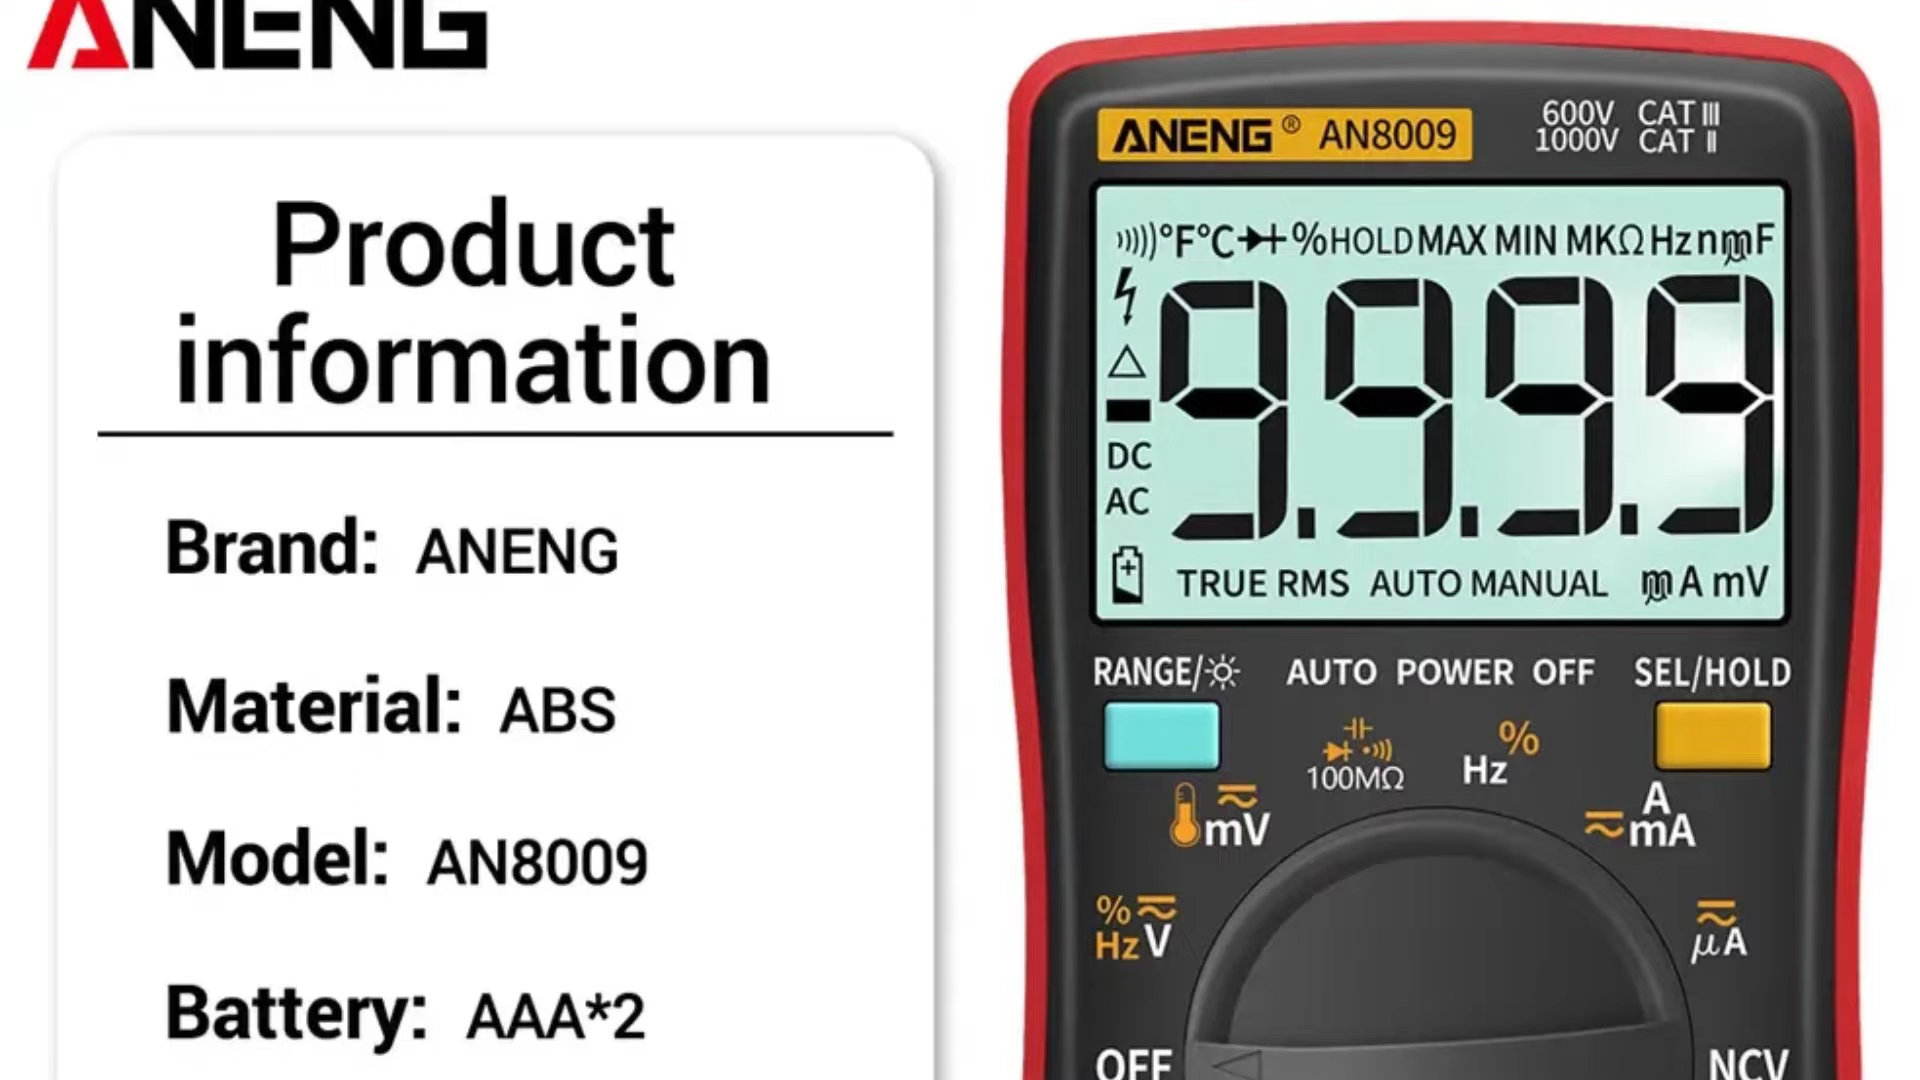 ANENG
Product
information
Brand: ANENG
Material: ABS
Model: AN8009
Battery: AAA*2
ANENG® AN8009
600V CAT III
1000V CAT II
°F°C % HOLD MAX MIN MKΩ Hz nmµF
9.9.9.9
DC
AC
TRUE RMS AUTO MANUAL mµA mV
RANGE/ AUTO POWER OFF SEL/HOLD
100MΩ
Hz %
mV
A
mA
%
Hz V
µA
OFF
NCV